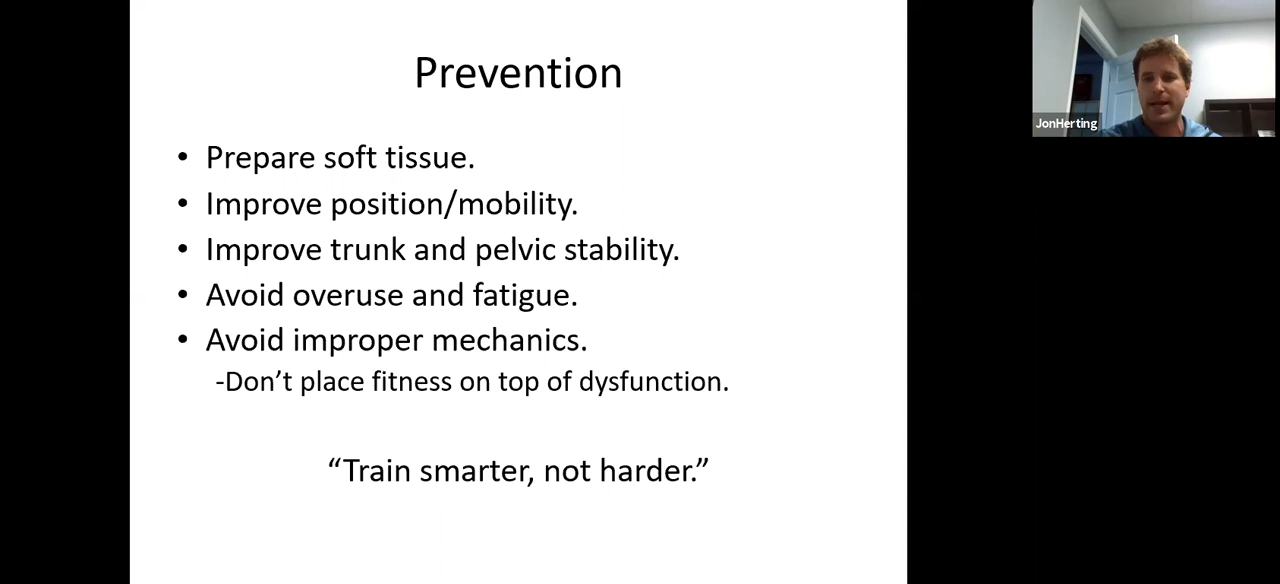 Prevention
JonHerting
• Prepare soft tissue.
• Improve position/mobility.
• Improve trunk and pelvic stability.
• Avoid overuse and fatigue.
• Avoid improper mechanics.
-Don’t place fitness on top of dysfunction.
“Train smarter, not harder.”